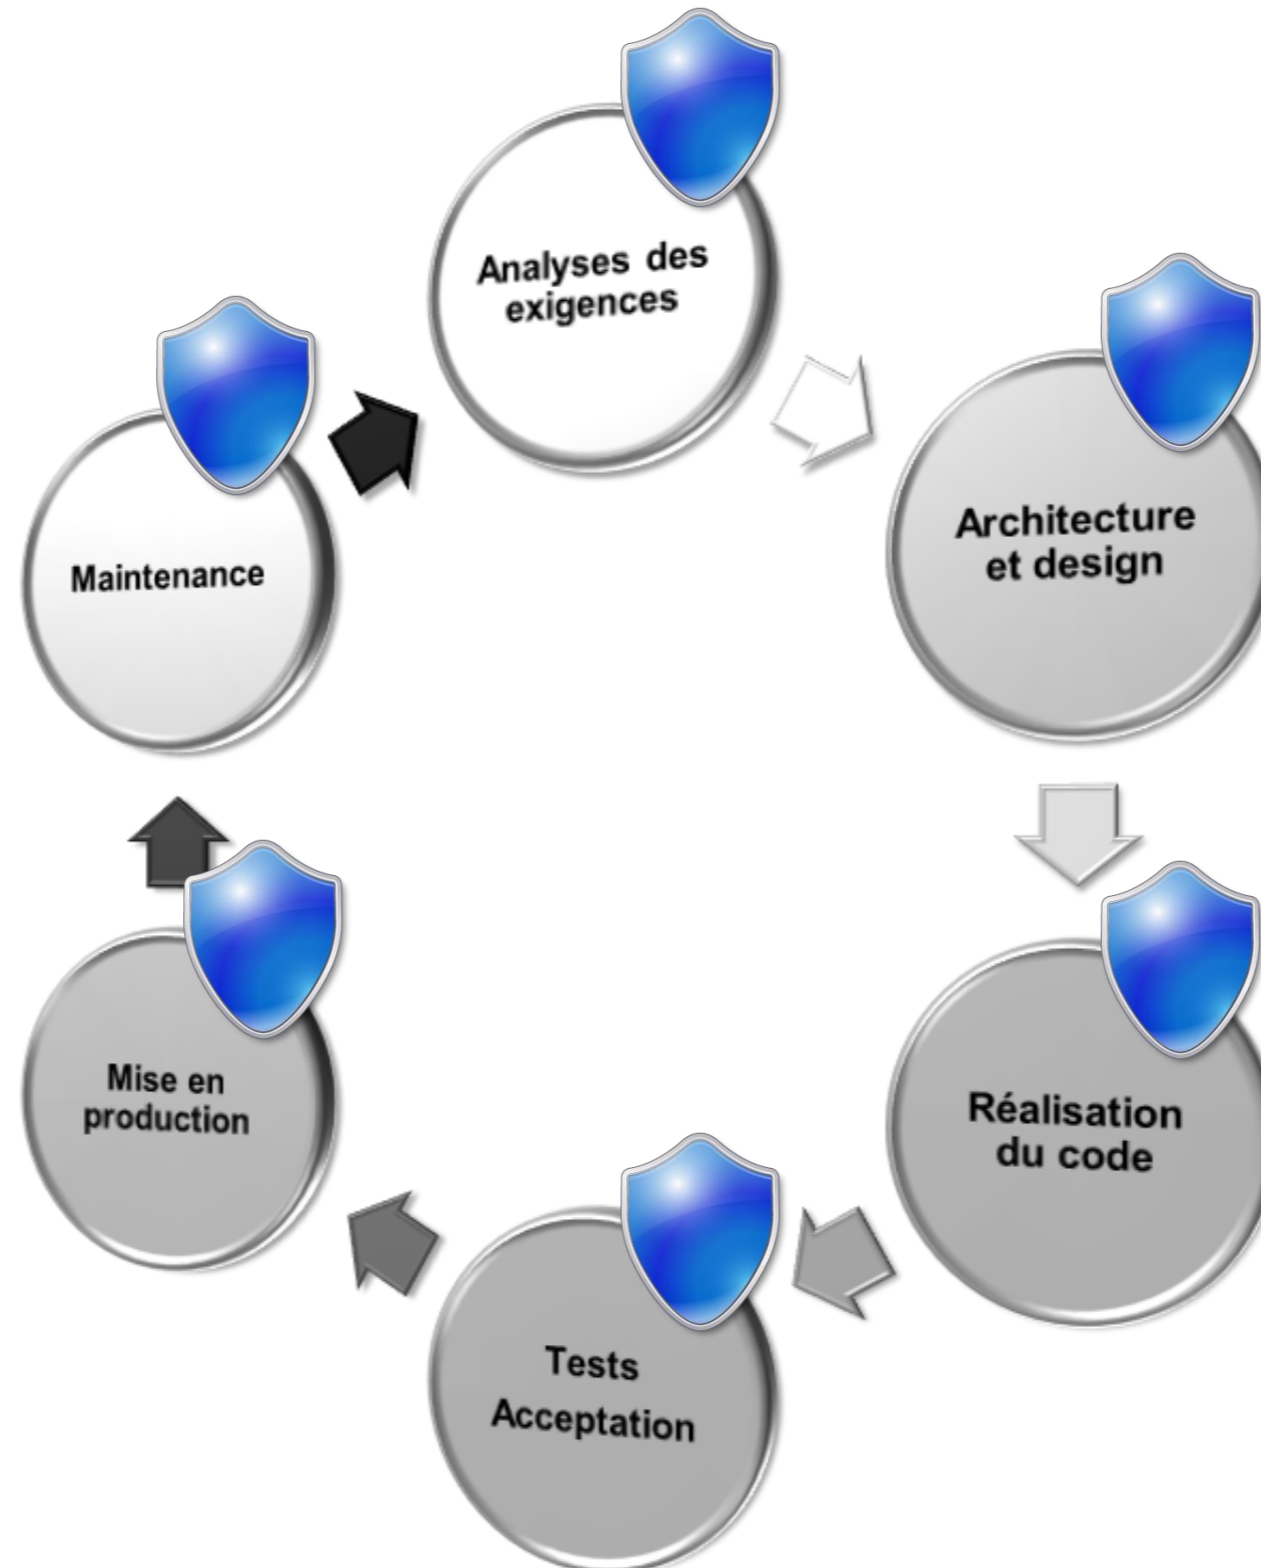 Analyses des
exigences
Architecture
et design
Réalisation
du code
Tests
Acceptation
Mise en
production
Maintenance